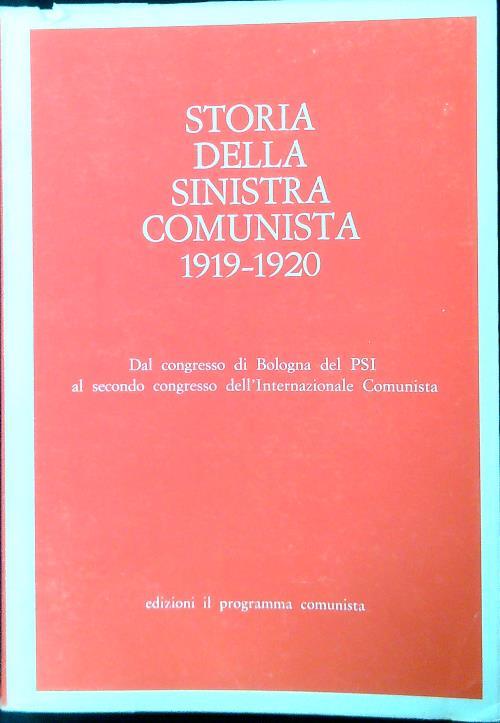 STORIA
DELLA
SINISTRA
COMUNISTA
1919-1920
Dal congresso di Bologna del PSI
al secondo congresso dell'Internazionale Comunista
edizioni il programma comunista